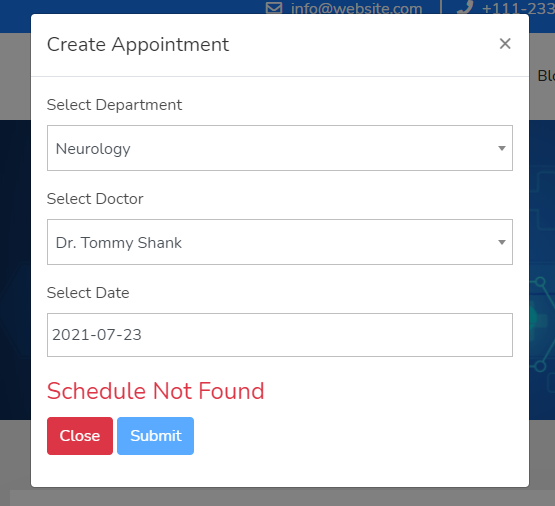 info@website.com
+111-233
Create Appointment
×
Select Department
Neurology
Select Doctor
Dr. Tommy Shank
Select Date
2021-07-23
Schedule Not Found
Close Submit